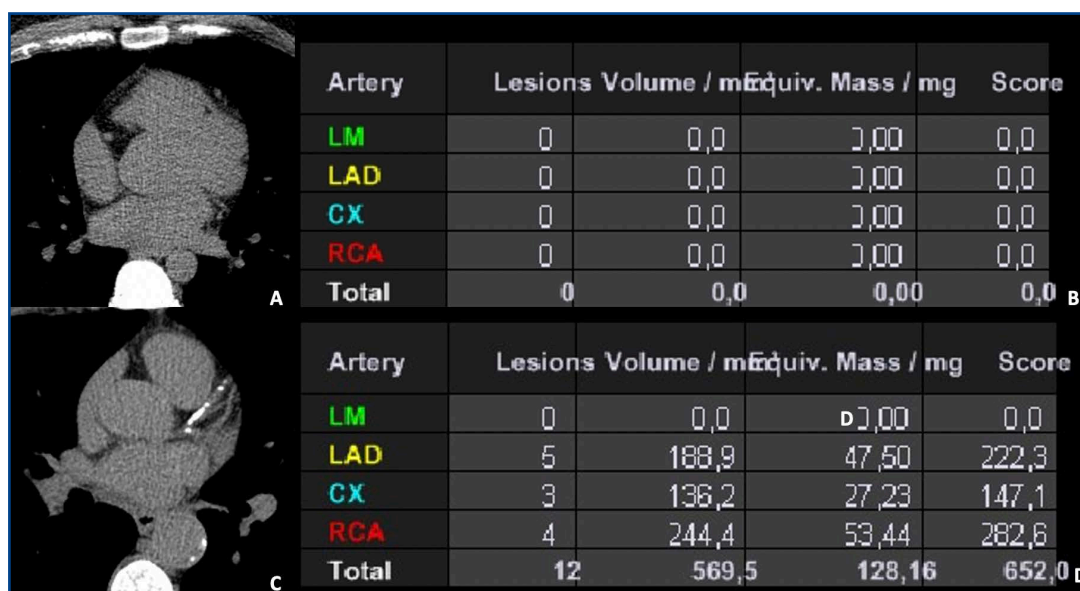 Artery Lesions Volume / mm³ Equiv. Mass / mg Score
LM 0 0,0 0,00 0,0
LAD 0 0,0 0,00 0,0
CX 0 0,0 0,00 0,0
RCA 0 0,0 0,00 0,0
Total 0 0,0 0,00 0,0
A
B
Artery Lesions Volume / mm³ Equiv. Mass / mg Score
LM 0 0,0 D 0,00 0,0
LAD 5 188,9 47,50 222,3
CX 3 136,2 27,23 147,1
RCA 4 244,4 53,44 282,6
Total 12 569,5 128,16 652,0
C
D